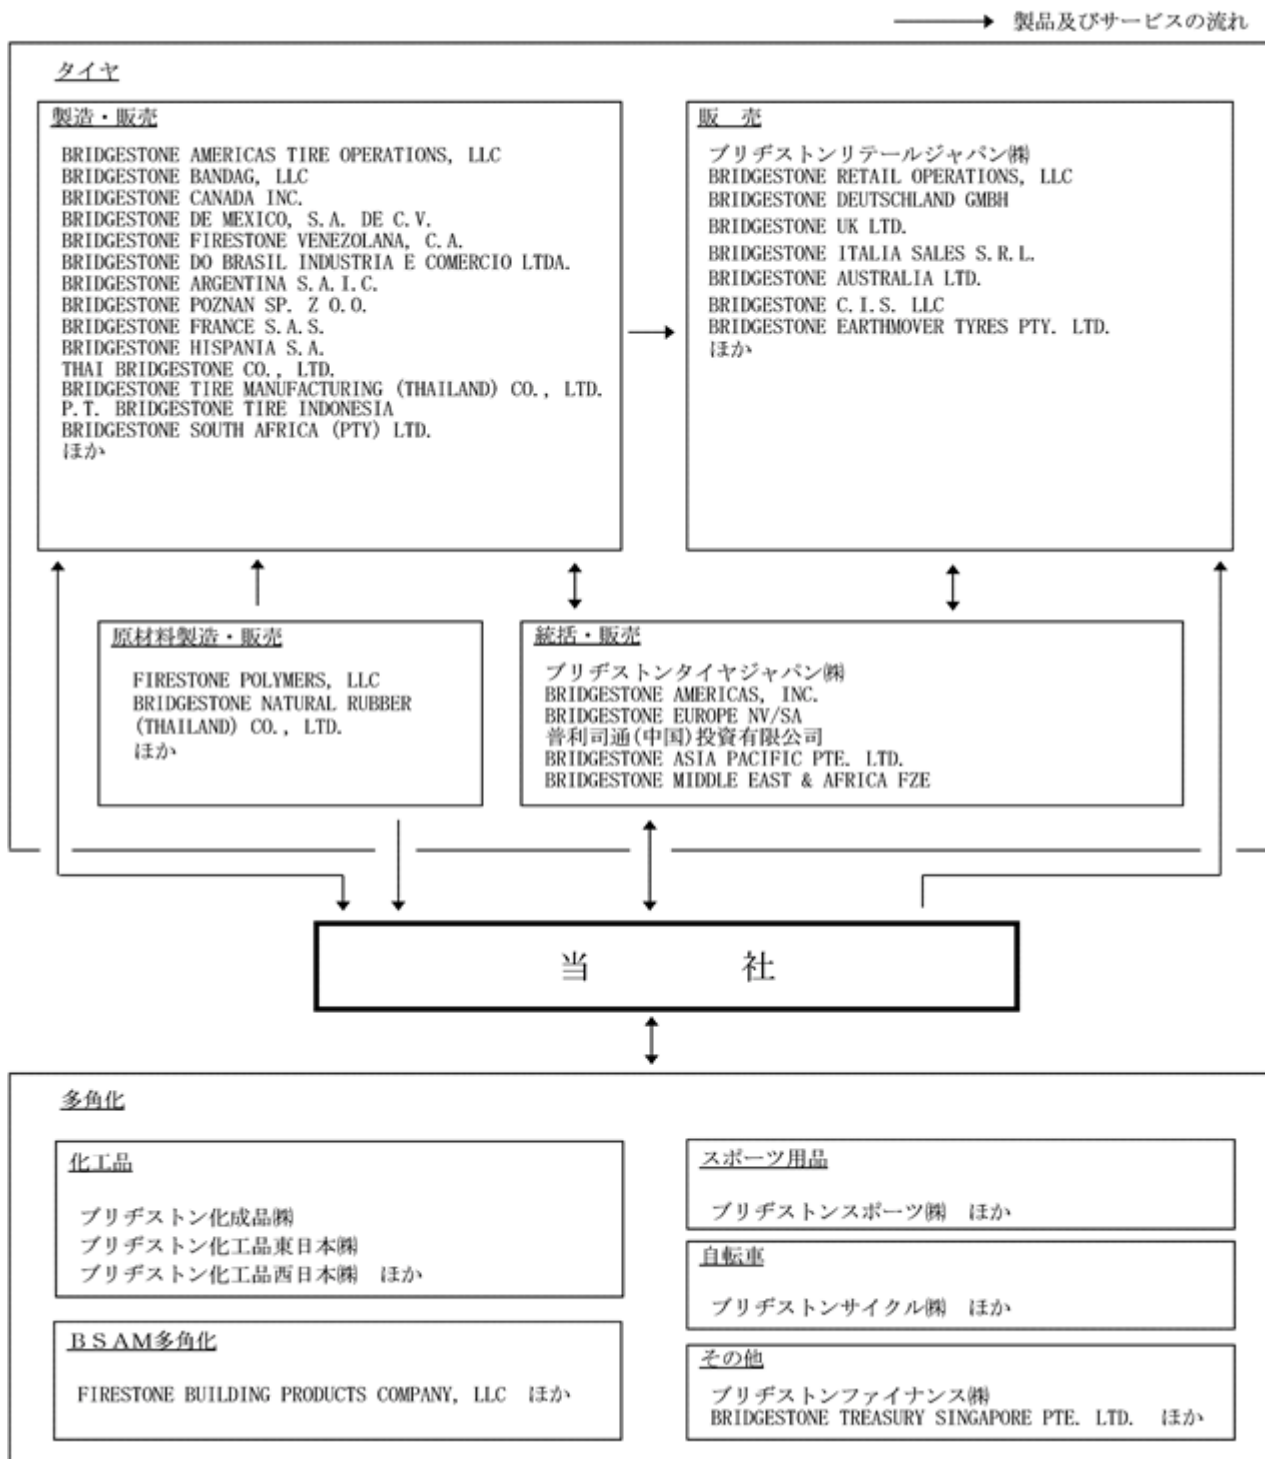 製品及びサービスの流れ
タイヤ
製造・販売
BRIDGESTONE AMERICAS TIRE OPERATIONS, LLC
BRIDGESTONE BANDAG, LLC
BRIDGESTONE CANADA INC.
BRIDGESTONE DE MEXICO, S.A. DE C.V.
BRIDGESTONE FIRESTONE VENEZOLANA, C.A.
BRIDGESTONE DO BRASIL INDUSTRIA E COMERCIO LTDA.
BRIDGESTONE ARGENTINA S.A.I.C.
BRIDGESTONE POZNAN SP. Z O.O.
BRIDGESTONE FRANCE S.A.S.
BRIDGESTONE HISPANIA S.A.
THAI BRIDGESTONE CO., LTD.
BRIDGESTONE TIRE MANUFACTURING (THAILAND) CO., LTD.
P.T. BRIDGESTONE TIRE INDONESIA
BRIDGESTONE SOUTH AFRICA (PTY) LTD.
ほか
販　売
ブリヂストンリテールジャパン㈱
BRIDGESTONE RETAIL OPERATIONS, LLC
BRIDGESTONE DEUTSCHLAND GMBH
BRIDGESTONE UK LTD.
BRIDGESTONE ITALIA SALES S.R.L.
BRIDGESTONE AUSTRALIA LTD.
BRIDGESTONE C.I.S. LLC
BRIDGESTONE EARTHMOVER TYRES PTY. LTD.
ほか
原材料製造・販売
FIRESTONE POLYMERS, LLC
BRIDGESTONE NATURAL RUBBER
(THAILAND) CO., LTD.
ほか
統括・販売
ブリヂストンタイヤジャパン㈱
BRIDGESTONE AMERICAS, INC.
BRIDGESTONE EUROPE NV/SA
普利司通(中国)投資有限公司
BRIDGESTONE ASIA PACIFIC PTE. LTD.
BRIDGESTONE MIDDLE EAST & AFRICA FZE
当　　社
多角化
化工品
ブリヂストン化成品㈱
ブリヂストン化工品東日本㈱
ブリヂストン化工品西日本㈱　ほか
ＢＳＡＭ多角化
FIRESTONE BUILDING PRODUCTS COMPANY, LLC　ほか
スポーツ用品
ブリヂストンスポーツ㈱　ほか
自転車
ブリヂストンサイクル㈱　ほか
その他
ブリヂストンファイナンス㈱
BRIDGESTONE TREASURY SINGAPORE PTE. LTD.　ほか